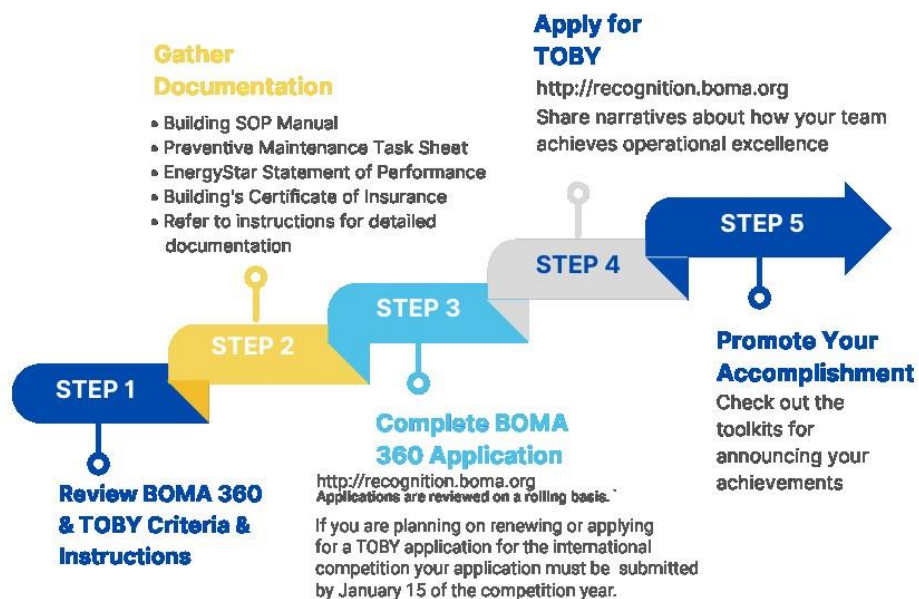 STEP 1
Review BOMA 360
& TOBY Criteria &
Instructions
Gather
Documentation
• Building SOP Manual
• Preventive Maintenance Task Sheet
• EnergyStar Statement of Performance
• Building's Certificate of Insurance
• Refer to instructions for detailed
documentation
STEP 2
STEP 3
Complete BOMA
360 Application
http://recognition.boma.org
Applications are reviewed on a rolling basis.`
If you are planning on renewing or applying
for a TOBY application for the international
competition your application must be submitted
by January 15 of the competition year.
Apply for
TOBY
http://recognition.boma.org
Share narratives about how your team
achieves operational excellence
STEP 4
STEP 5
Promote Your
Accomplishment
Check out the
toolkits for
announcing your
achievements